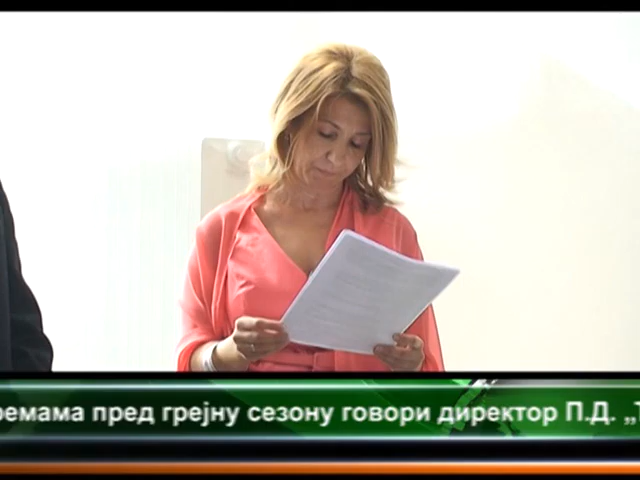 ремама пред грејну сезону говори директор П.Д. ,,Т